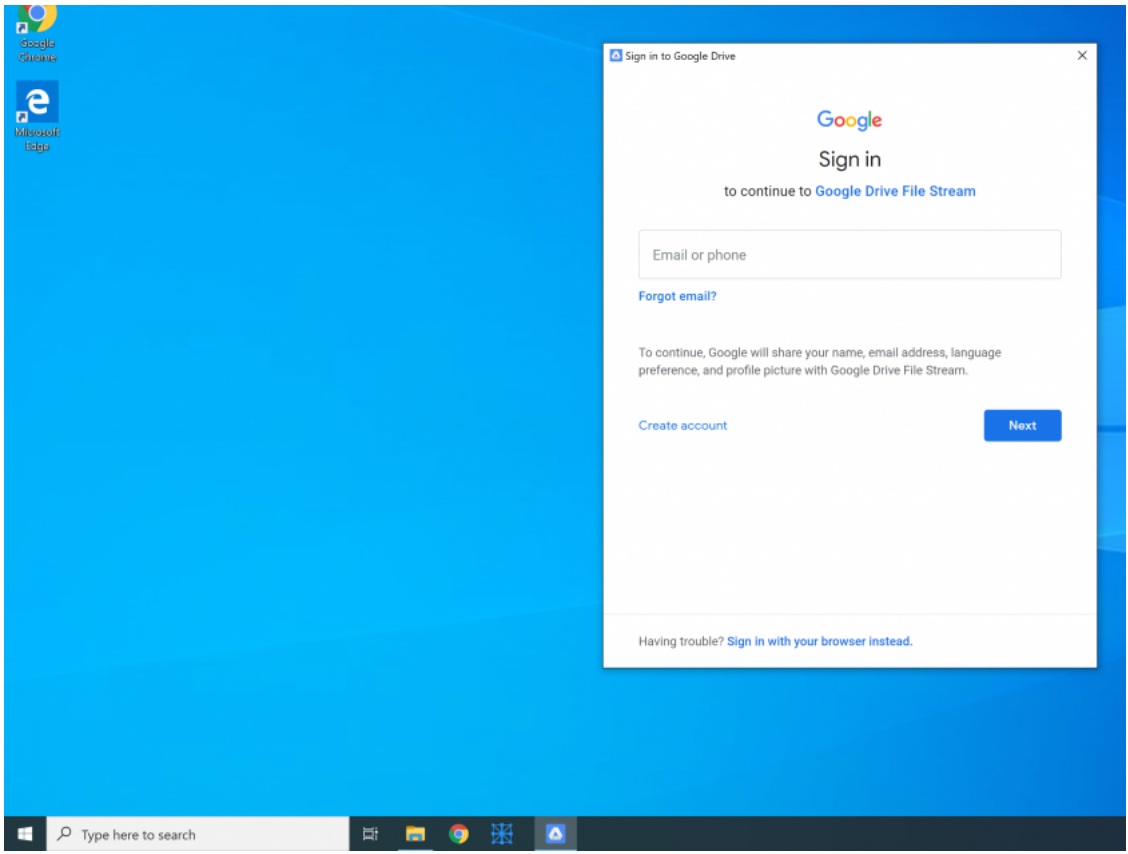 Google
Chrome
Microsoft
Edge
Sign in to Google Drive
Google
Sign in
to continue to Google Drive File Stream
Email or phone
Forgot email?
To continue, Google will share your name, email address, language
preference, and profile picture with Google Drive File Stream.
Create account
Next
Having trouble? Sign in with your browser instead.
Type here to search